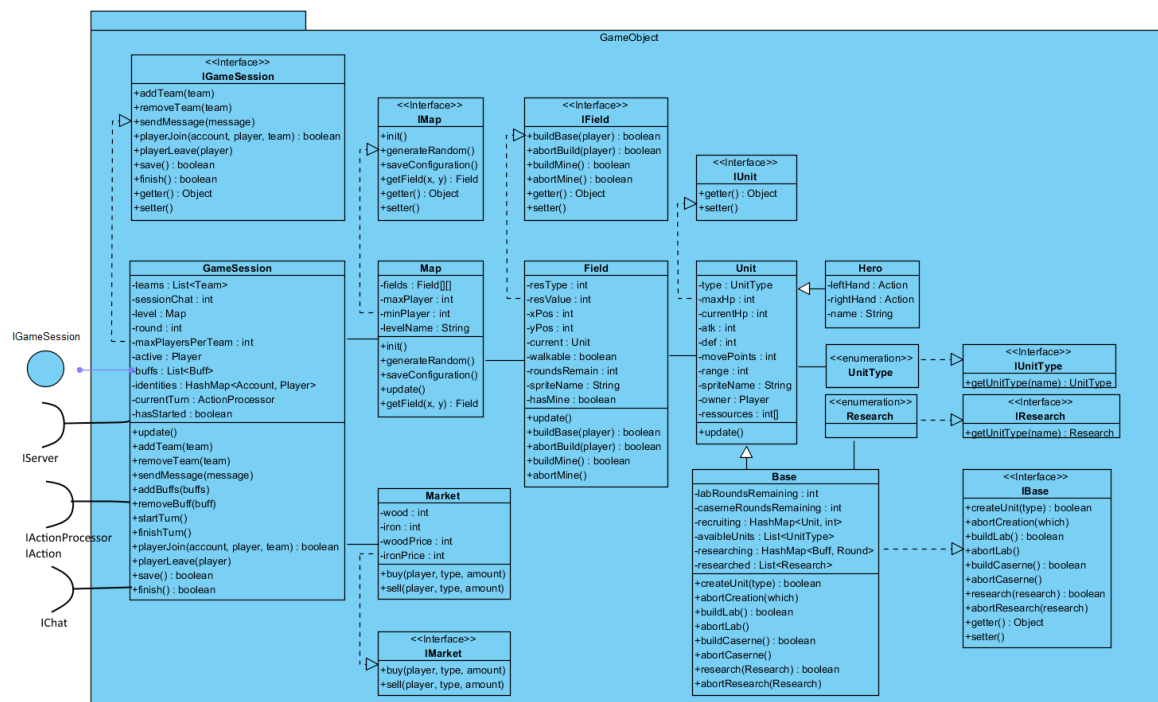 GameObject
<<Interface>>
IGameSession
+addTeam(team)
+removeTeam(team)
+sendMessage(message)
+playerJoin(account, player, team) : boolean
+playerLeave(player)
+save() : boolean
+finish() : boolean
+getter() : Object
+setter()
<<Interface>>
IMap
+init()
+generateRandom()
+saveConfiguration()
+getField(x, y) : Field
+getter() : Object
+setter()
<<Interface>>
IField
+buildBase(player) : boolean
+abortBuild(player) : boolean
+buildMine() : boolean
+abortMine() : boolean
+getter() : Object
+setter()
<<Interface>>
IUnit
+getter() : Object
+setter()
GameSession
-teams : List<Team>
-sessionChat : int
-level : Map
-round : int
-maxPlayersPerTeam : int
-active : Player
-buffs : List<Buff>
-identities : HashMap<Account, Player>
-currentTurn : ActionProcessor
-hasStarted : boolean
+update()
+addTeam(team)
+removeTeam(team)
+sendMessage(message)
+addBuffs(buffs)
+removeBuff(buff)
+startTurn()
+finishTurn()
+playerJoin(account, player, team) : boolean
+playerLeave(player)
+save() : boolean
+finish() : boolean
Map
-fields : Field[][]
-maxPlayer : int
-minPlayer : int
-levelName : String
+init()
+generateRandom()
+saveConfiguration()
+update()
+getField(x, y) : Field
Field
-resType : int
-resValue : int
-xPos : int
-yPos : int
-current : Unit
-walkable : boolean
-roundsRemain : int
-spriteName : String
-hasMine : boolean
+update()
+buildBase(player) : boolean
+abortBuild(player) : boolean
+buildMine() : boolean
+abortMine()
Unit
-type : UnitType
-maxHp : int
-currentHp : int
-atk : int
-def : int
-movePoints : int
-range : int
-spriteName : String
-owner : Player
-ressources : int[]
+update()
Hero
-leftHand : Action
-rightHand : Action
-name : String
<<enumeration>>
UnitType
<<Interface>>
IUnitType
+getUnitType(name) : UnitType
<<enumeration>>
Research
<<Interface>>
IResearch
+getUnitType(name) : Research
IGameSession
IServer
IActionProcessor
IAction
IChat
Market
-wood : int
-iron : int
-woodPrice : int
-ironPrice : int
+buy(player, type, amount)
+sell(player, type, amount)
<<Interface>>
IMarket
+buy(player, type, amount)
+sell(player, type, amount)
Base
-labRoundsRemaining : int
-caserneRoundsRemaining : int
-recruiting : HashMap<Unit, int>
-avaibleUnits : List<UnitType>
-researching : HashMap<Buff, Round>
-researched : List<Research>
+createUnit(type) : boolean
+abortCreation(which)
+buildLab() : boolean
+abortLab()
+buildCaserne() : boolean
+abortCaserne()
+research(Research) : boolean
+abortResearch(Research)
<<Interface>>
IBase
+createUnit(type) : boolean
+abortCreation(which)
+buildLab() : boolean
+abortLab()
+buildCaserne() : boolean
+abortCaserne()
+research(research) : boolean
+abortResearch(research)
+getter() : Object
+setter()